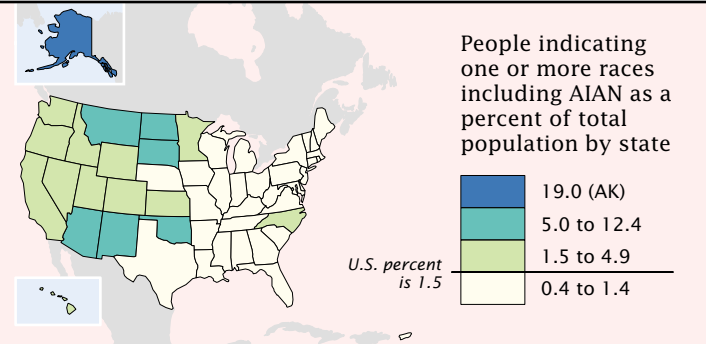 People indicating
one or more races
including AIAN as a
percent of total
population by state
19.0 (AK)
5.0 to 12.4
1.5 to 4.9
U.S. percent
is 1.5
0.4 to 1.4